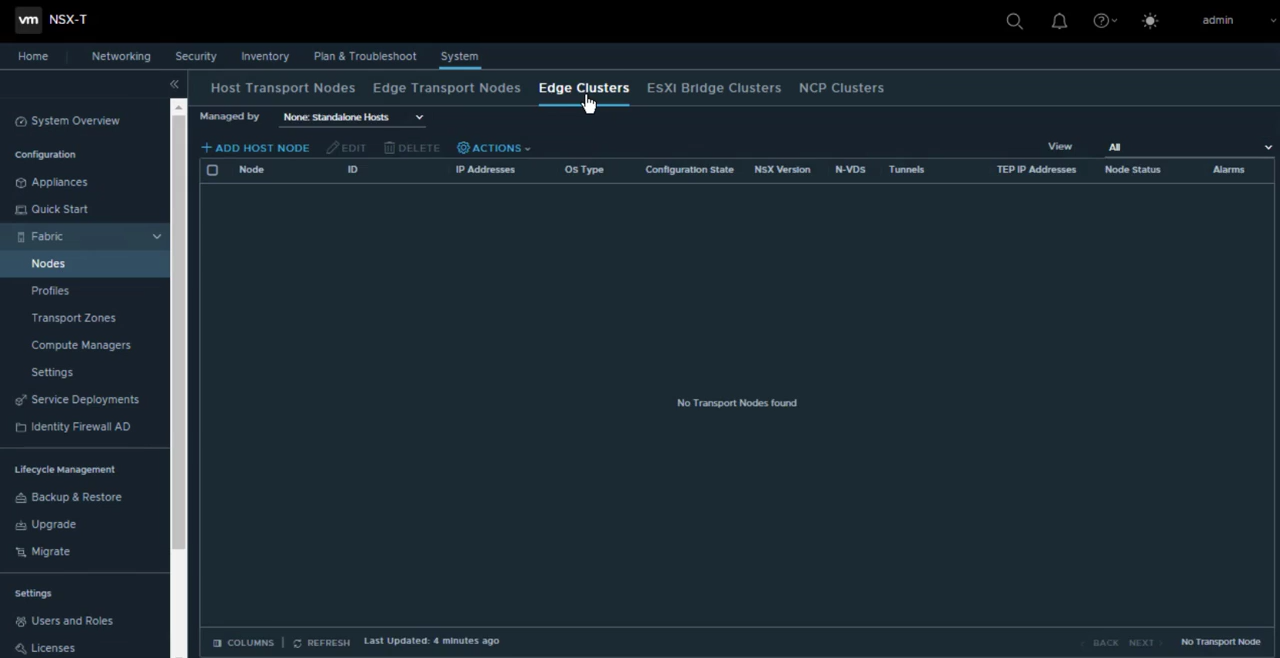 vm NSX-T
admin
Home Networking Security Inventory Plan & Troubleshoot System
Host Transport Nodes Edge Transport Nodes Edge Clusters ESXi Bridge Clusters NCP Clusters
Managed by None: Standalone Hosts
ADD HOST NODE EDIT DELETE ACTIONS View All
Node ID IP Addresses OS Type Configuration State NSX Version N-VDS Tunnels TEP IP Addresses Node Status Alarms
No Transport Nodes found
COLUMNS REFRESH Last Updated: 4 minutes ago BACK NEXT No Transport Node
System Overview
Configuration
Appliances
Quick Start
Fabric
Nodes
Profiles
Transport Zones
Compute Managers
Settings
Service Deployments
Identity Firewall AD
Lifecycle Management
Backup & Restore
Upgrade
Migrate
Settings
Users and Roles
Licenses